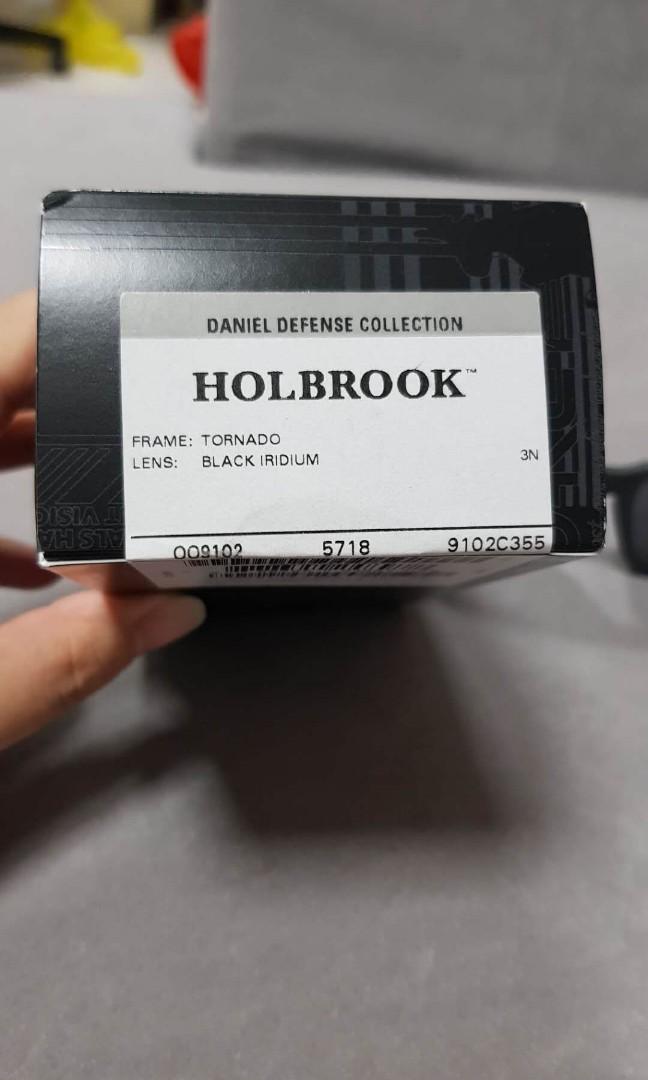 DANIEL DEFENSE COLLECTION
HOLBROOK™
FRAME: TORNADO
LENS: BLACK IRIDIUM 3N
OO9102 5718 9102C355